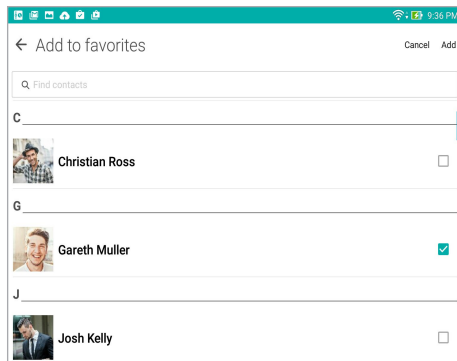 9:36 PM
Add to favorites
Cancel Add
Find contacts
C
Christian Ross
G
Gareth Muller
J
Josh Kelly